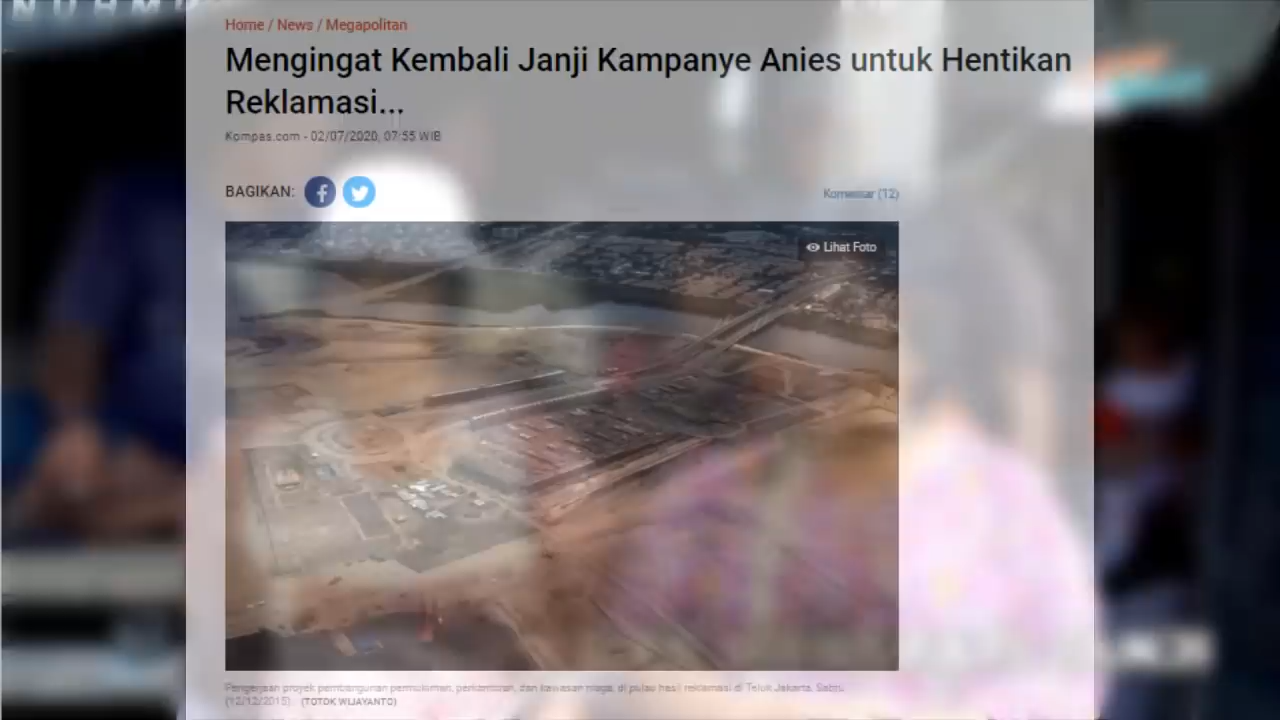 Home / News / Megapolitan
Mengingat Kembali Janji Kampanye Anies untuk Hentikan
Reklamasi...
Kompas.com - 02/07/2020, 07:55 WIB
BAGIKAN:
Komentar (12)
Lihat Foto
Pengerjaan proyek pembangunan permukiman, perkantoran, dan kawasan niaga, di pulau hasil reklamasi di Teluk Jakarta, Sabtu
(12/12/2015). (TOTOK WIJAYANTO)